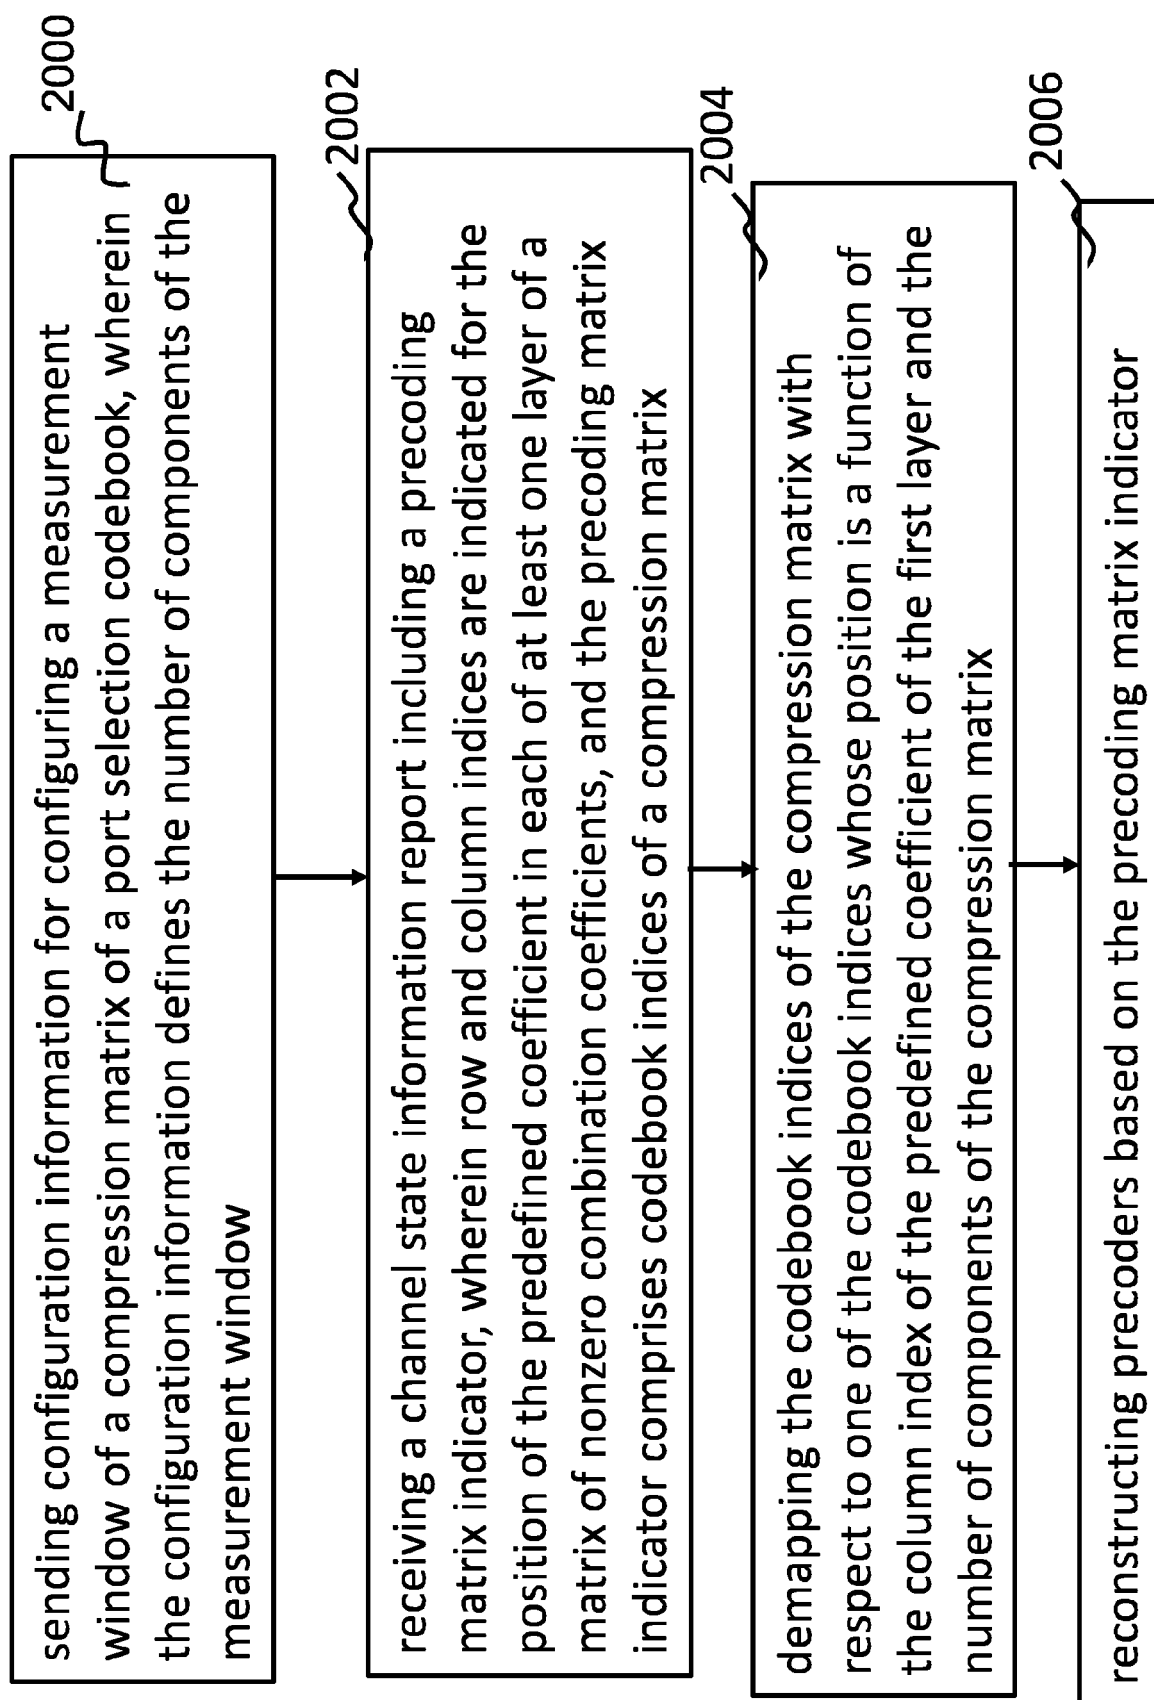 2000
sending configuration information for configuring a measurement
window of a compression matrix of a port selection codebook, wherein
the configuration information defines the number of components of the
measurement window
2002
receiving a channel state information report including a precoding
matrix indicator, wherein row and column indices are indicated for the
position of the predefined coefficient in each of at least one layer of a
matrix of nonzero combination coefficients, and the precoding matrix
indicator comprises codebook indices of a compression matrix
2004
demapping the codebook indices of the compression matrix with
respect to one of the codebook indices whose position is a function of
the column index of the predefined coefficient of the first layer and the
number of components of the compression matrix
2006
reconstructing precoders based on the precoding matrix indicator